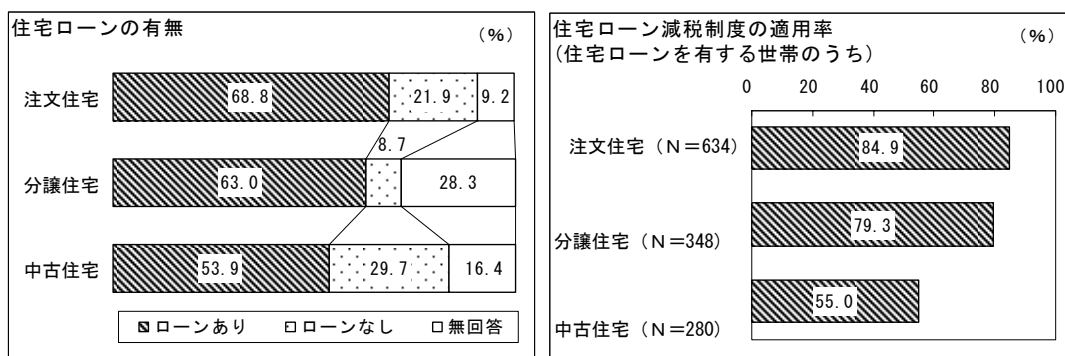 住宅ローンの有無
(%)
注文住宅
68.8
21.9
9.2
8.7
分譲住宅
63.0
28.3
中古住宅
53.9
29.7
16.4
ローンあり ローンなし 無回答
住宅ローン減税制度の適用率
(%)
(住宅ローンを有する世帯のうち)
0 20 40 60 80 100
注文住宅(N=634)
84.9
分譲住宅(N=348)
79.3
中古住宅(N=280)
55.0